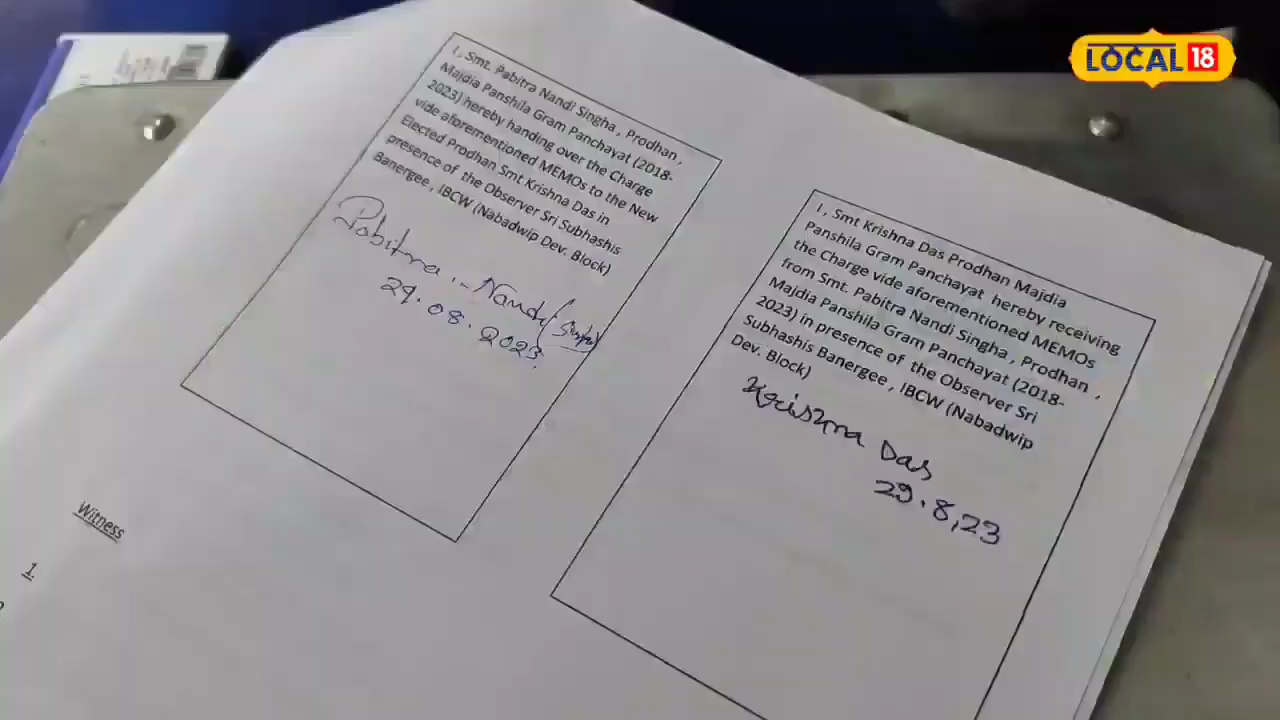 LOCAL 18
I, Smt. Pabitra Nandi Singha , Prodhan ,
Majdia Panshila Gram Panchayat (2018-
2023) hereby handing over the Charge
vide aforementioned MEMOs to the New
Elected Prodhan Smt Krishna Das in
presence of the Observer Sri Subhashis
Banergee , IBCW (Nabadwip Dev. Block)
Pabitra Nandi
29.08.2023.
I , Smt Krishna Das Prodhan Majdia
Panshila Gram Panchayat hereby receiving
the Charge vide aforementioned MEMOs
from Smt. Pabitra Nandi Singha , Prodhan ,
Majdia Panshila Gram Panchayat (2018-
2023) in presence of the Observer Sri
Subhashis Banergee , IBCW (Nabadwip
Dev. Block)
Krishna Das
29.8,23
Witness
1.